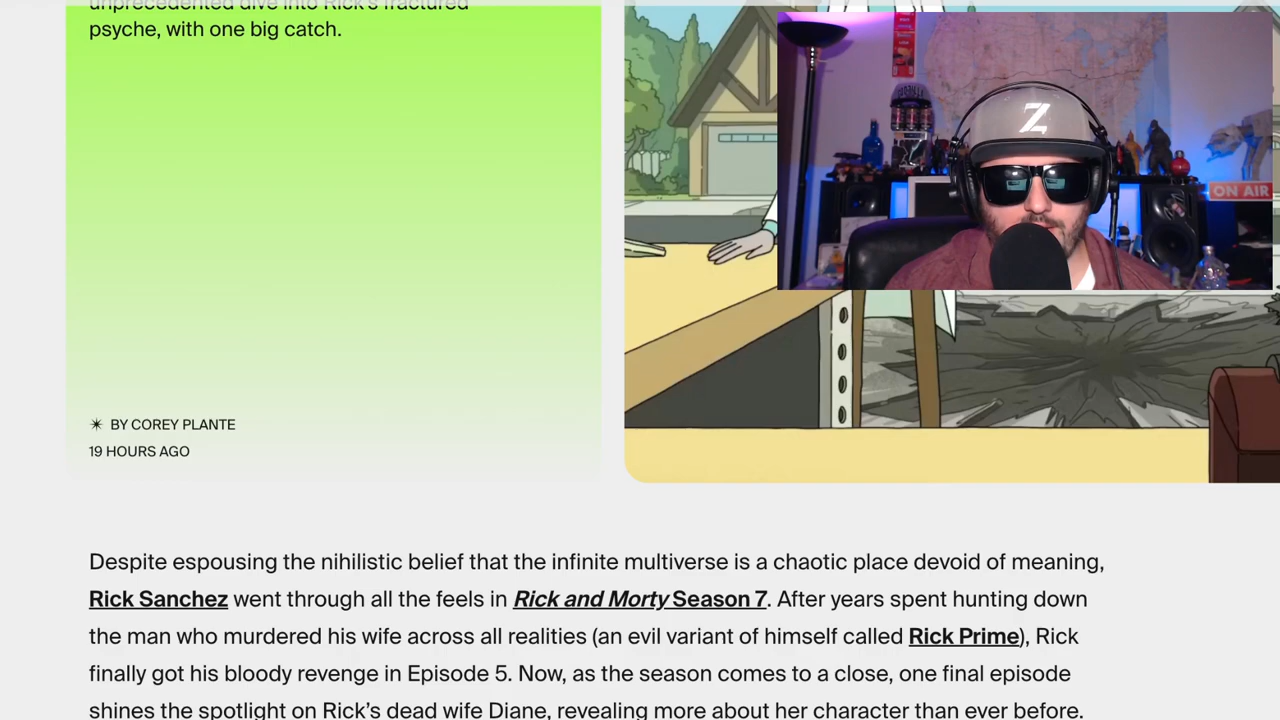 unprecedented dive into Rick's fractured
psyche, with one big catch.
Z
ON AIR
BY COREY PLANTE
19 HOURS AGO
Despite espousing the nihilistic belief that the infinite multiverse is a chaotic place devoid of meaning,
Rick Sanchez went through all the feels in Rick and Morty Season 7. After years spent hunting down
the man who murdered his wife across all realities (an evil variant of himself called Rick Prime), Rick
finally got his bloody revenge in Episode 5. Now, as the season comes to a close, one final episode
shines the spotlight on Rick’s dead wife Diane, revealing more about her character than ever before.